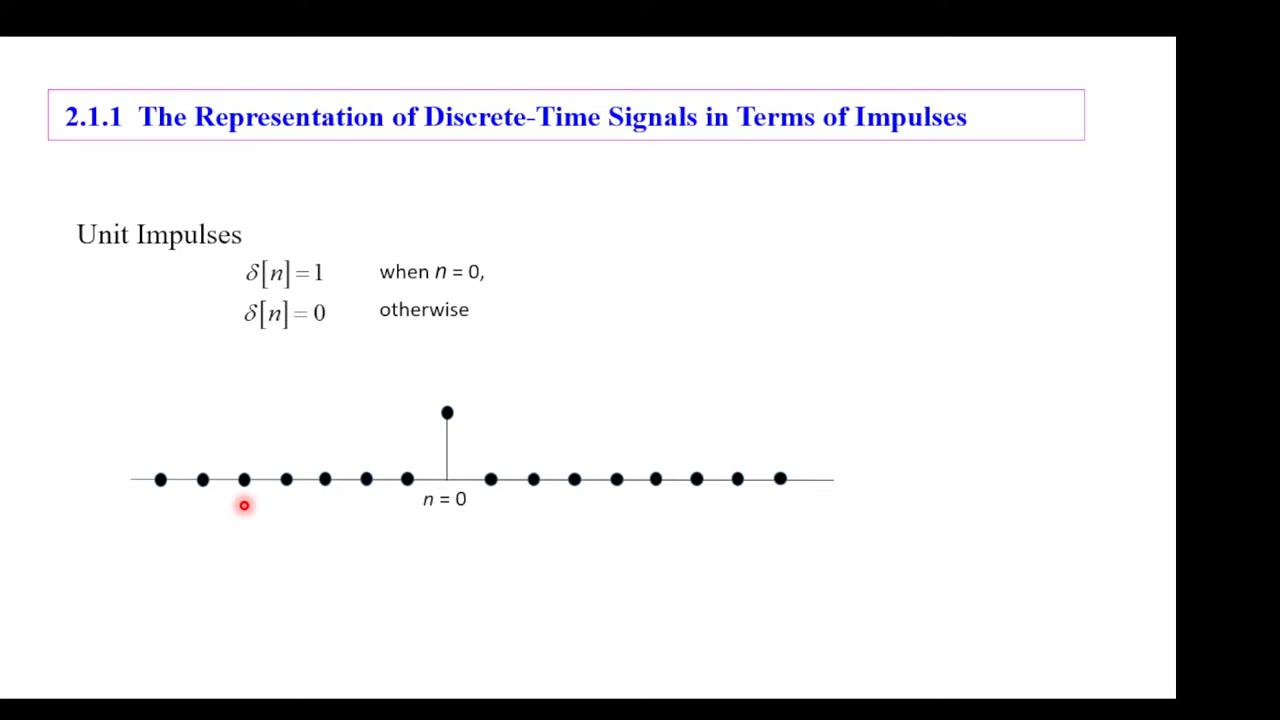 2.1.1 The Representation of Discrete-Time Signals in Terms of Impulses
Unit Impulses
δ[n]=1 when n = 0,
δ[n]=0 otherwise
n = 0